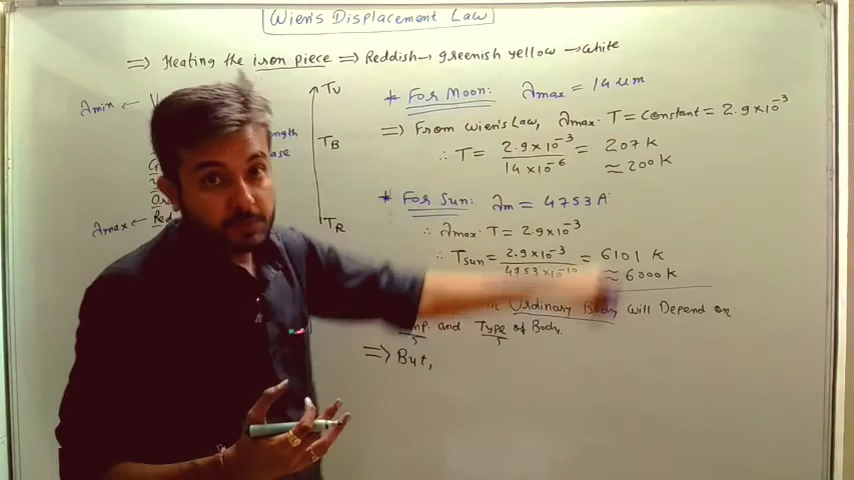 Wien's Displacement Law
=> Heating the iron piece => Reddish → greenish yellow → white
λmin ← V
ength
ase
Ora
λmax ← Red
TV
TB
TR
* For Moon: λmax = 14 μm
=> From Wien's Law, λmax. T = Constant = 2.9×10⁻³
∴ T = 2.9×10⁻³ / 14×10⁻⁶ = 207 K
≈ 200 K
* For Sun: λm = 4753 A°
∴ λmax. T = 2.9×10⁻³
∴ Tsun = 2.9×10⁻³ / 4753×10⁻¹⁰ = 6101 K
≈ 6000 K
Ordinary Body will Depend on
mp. and Type of Body.
=> But,